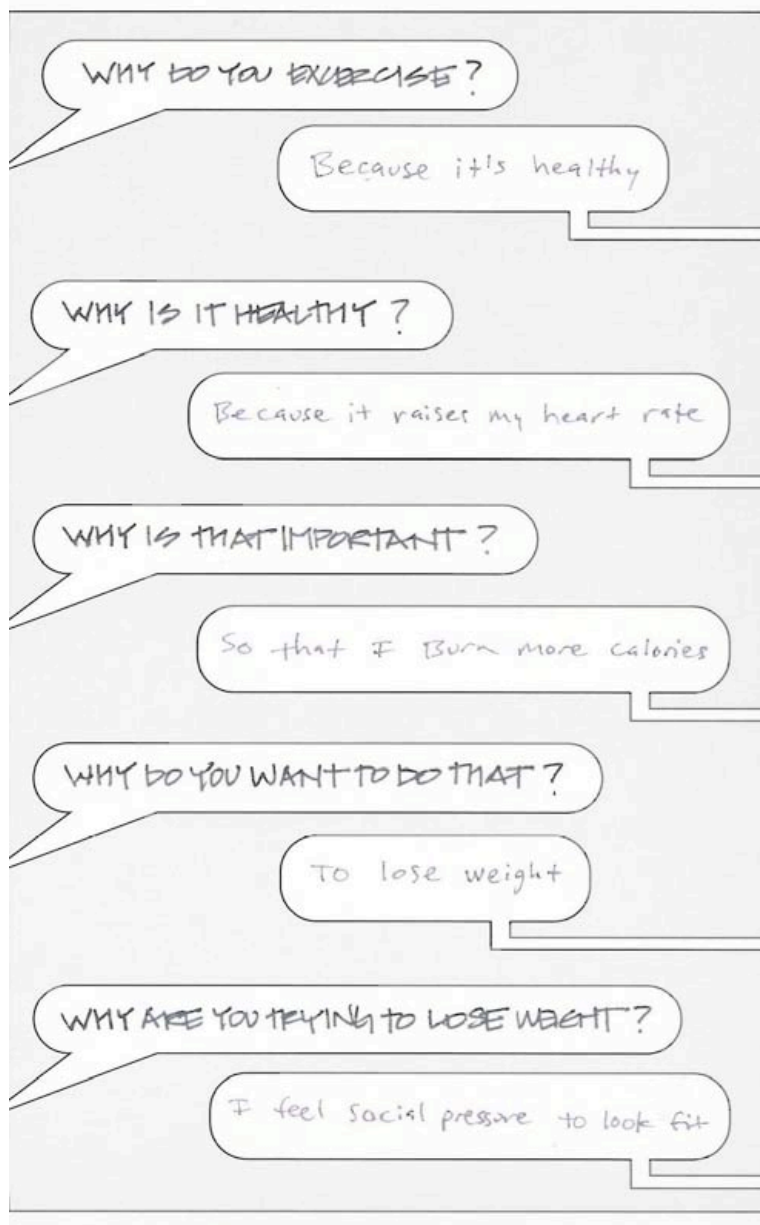 WHY DO YOU EXCERCISE?
Because it's healthy
WHY IS IT HEALTHY?
Because it raises my heart rate
WHY IS THAT IMPORTANT?
So that I Burn more calories
WHY DO YOU WANT TO DO THAT?
To lose weight
WHY ARE YOU TRYING TO LOSE WEIGHT?
I feel social pressure to look fit